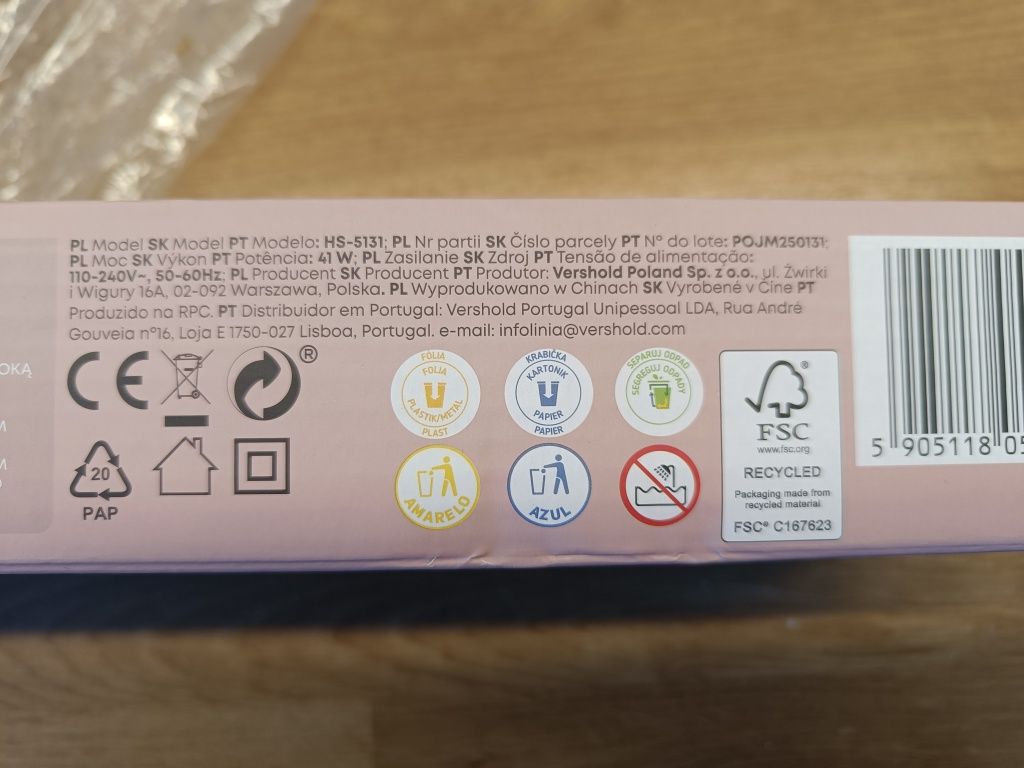 PL Model SK Model PT Modelo: HS-5131; PL Nr partii SK Číslo parcely PT Nº do lote: POJM250131;
PL Moc SK Výkon PT Potência: 41 W; PL Zasilanie SK Zdroj PT Tensão de alimentação:
110-240V~, 50-60Hz; PL Producent SK Producent PT Produtor: Vershold Poland Sp. z o.o., ul. Żwirki
i Wigury 16A, 02-092 Warszawa, Polska. PL Wyprodukowano w Chinach SK Vyrobené v Číne PT
Produzido na RPC. PT Distribuidor em Portugal: Vershold Portugal Unipessoal LDA, Rua André
Gouveia nº16, Loja E 1750-027 Lisboa, Portugal. e-mail: infolinia@vershold.com
OKĄ
M
M
CE
®
20
PAP
FÓLIA
FOLIA
PLASTIK/METAL
PLAST
KRABIČKA
KARTONIK
PAPIER
PAPIER
SEPARUJ ODPAD
SEGREGUJ ODPADY
AMARELO
AZUL
®
FSC
www.fsc.org
RECYCLED
Packaging made from
recycled material
FSC® C167623
5 905118 05